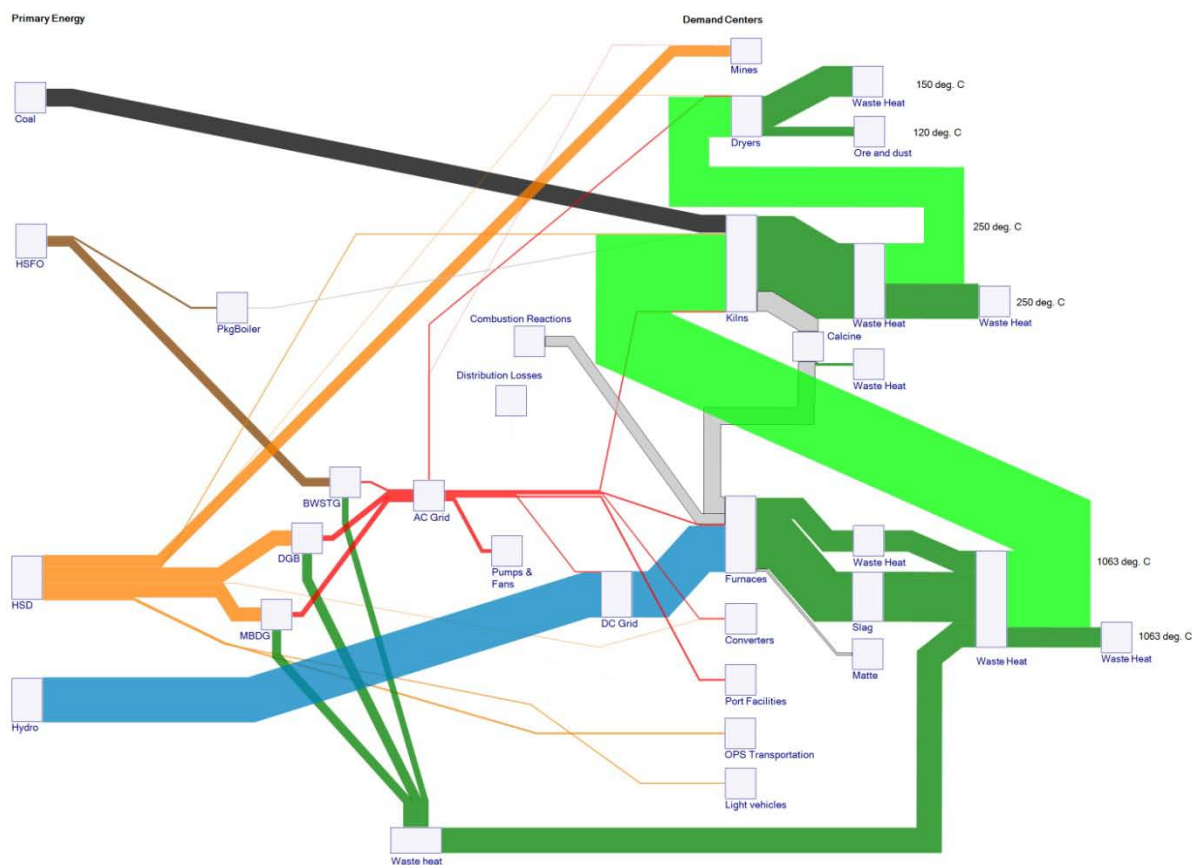 Primary Energy
Demand Centers
Mines
Coal
Waste Heat
150 deg. C
Dryers
Ore and dust
120 deg. C
HSFO
250 deg. C
PkgBoiler
Kilns
Waste Heat
Waste Heat
250 deg. C
Combustion Reactions
Calcine
Waste Heat
Distribution Losses
BWSTG
AC Grid
DGB
Pumps &
Fans
Furnaces
Waste Heat
1063 deg. C
HSD
MBDG
DC Grid
Converters
Slag
Waste Heat
Waste Heat
1063 deg. C
Matte
Hydro
Port Facilities
OPS Transportation
Light vehicles
Waste heat